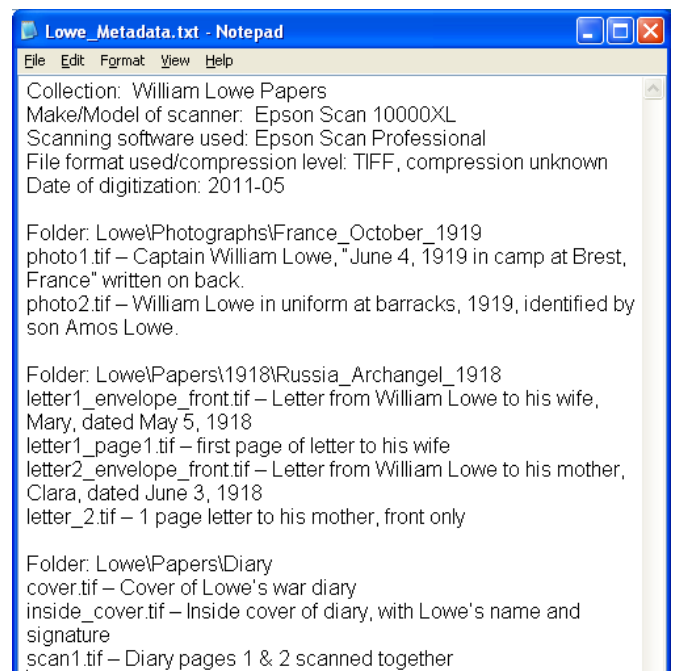 Lowe_Metadata.txt - Notepad
File Edit Format View Help
Collection:  William Lowe Papers
Make/Model of scanner:  Epson Scan 10000XL
Scanning software used: Epson Scan Professional
File format used/compression level: TIFF, compression unknown
Date of digitization: 2011-05
Folder: Lowe\Photographs\France_October_1919
photo1.tif – Captain William Lowe, "June 4, 1919 in camp at Brest,
France" written on back.
photo2.tif – William Lowe in uniform at barracks, 1919, identified by
son Amos Lowe.
Folder: Lowe\Papers\1918\Russia_Archangel_1918
letter1_envelope_front.tif – Letter from William Lowe to his wife,
Mary, dated May 5, 1918
letter1_page1.tif – first page of letter to his wife
letter2_envelope_front.tif – Letter from William Lowe to his mother,
Clara, dated June 3, 1918
letter_2.tif – 1 page letter to his mother, front only
Folder: Lowe\Papers\Diary
cover.tif – Cover of Lowe's war diary
inside_cover.tif – Inside cover of diary, with Lowe's name and
signature
scan1.tif – Diary pages 1 & 2 scanned together